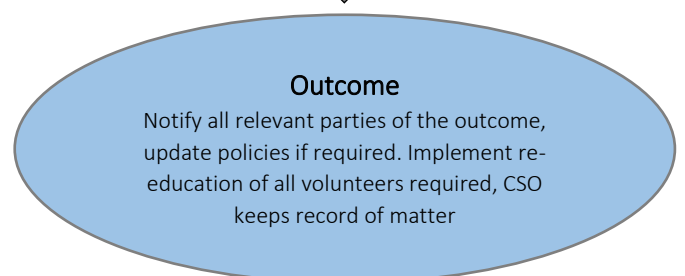 Outcome
Notify all relevant parties of the outcome,
update policies if required. Implement re-
education of all volunteers required, CSO
keeps record of matter